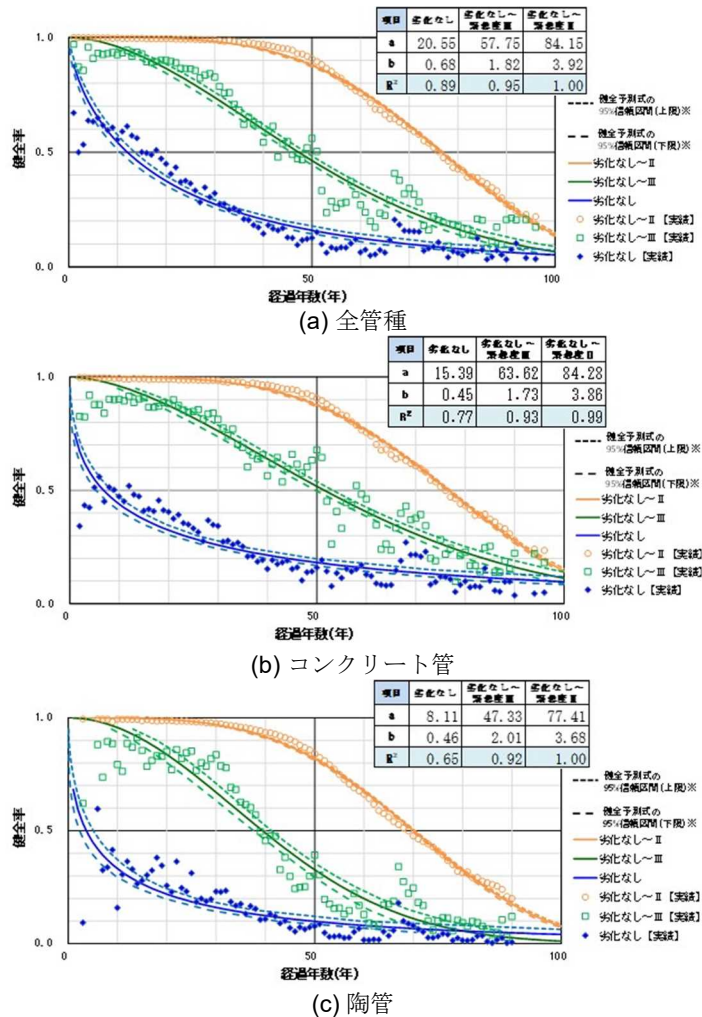 項目 劣化なし 劣化なし～緊急度Ⅲ 劣化なし～緊急度Ⅱ
a 20.55 57.75 84.15
b 0.68 1.82 3.92
R² 0.89 0.95 1.00
1.0
0.5
0.0
健全率
0 50 100
経過年数(年)
健全予測式の
95%信頼区間(上限)※
健全予測式の
95%信頼区間(下限)※
劣化なし～Ⅱ
劣化なし～Ⅲ
劣化なし
劣化なし～Ⅱ【実績】
劣化なし～Ⅲ【実績】
劣化なし【実績】
(a) 全管種
項目 劣化なし 劣化なし～緊急度Ⅲ 劣化なし～緊急度Ⅱ
a 15.39 63.62 84.28
b 0.45 1.73 3.86
R² 0.77 0.93 0.99
1.0
0.5
0.0
健全率
0 50 100
経過年数(年)
健全予測式の
95%信頼区間(上限)※
健全予測式の
95%信頼区間(下限)※
劣化なし～Ⅱ
劣化なし～Ⅲ
劣化なし
劣化なし～Ⅱ【実績】
劣化なし～Ⅲ【実績】
劣化なし【実績】
(b) コンクリート管
項目 劣化なし 劣化なし～緊急度Ⅲ 劣化なし～緊急度Ⅱ
a 8.11 47.33 77.41
b 0.46 2.01 3.68
R² 0.65 0.92 1.00
1.0
0.5
0.0
健全率
0 50 100
経過年数(年)
健全予測式の
95%信頼区間(上限)※
健全予測式の
95%信頼区間(下限)※
劣化なし～Ⅱ
劣化なし～Ⅲ
劣化なし
劣化なし～Ⅱ【実績】
劣化なし～Ⅲ【実績】
劣化なし【実績】
(c) 陶管